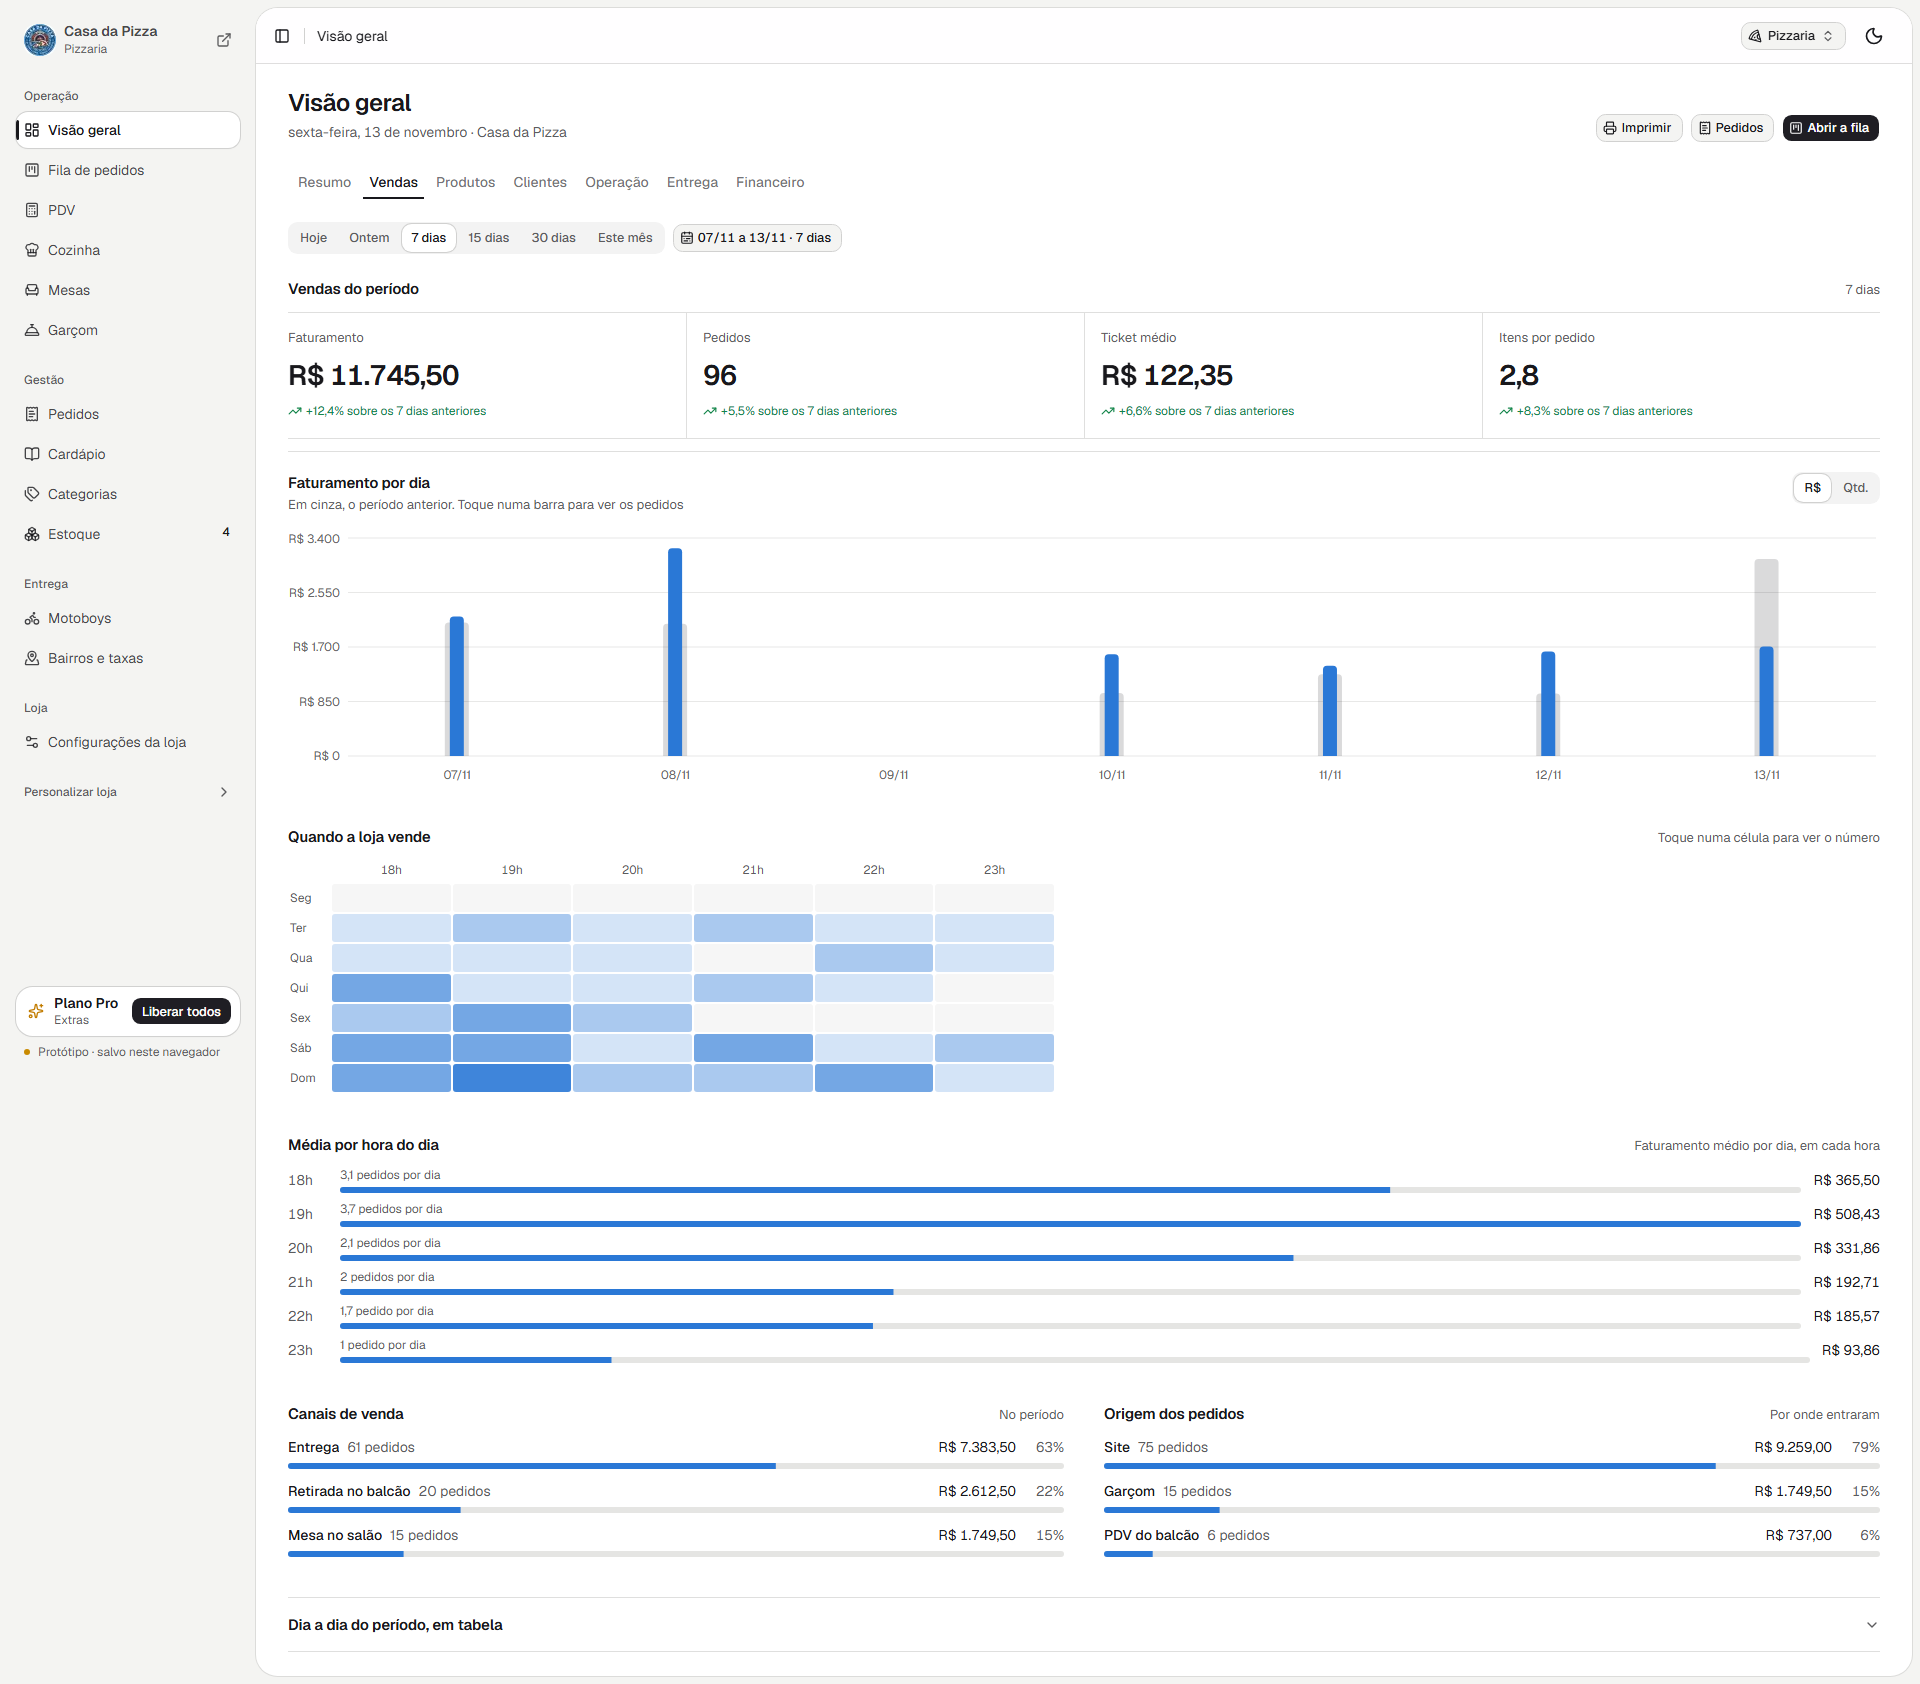 Casa da Pizza
Pizzaria
Operação
Visão geral
Fila de pedidos
PDV
Cozinha
Mesas
Garçom
Gestão
Pedidos
Cardápio
Categorias
Estoque 4
Entrega
Motoboys
Bairros e taxas
Loja
Configurações da loja
Personalizar loja
Plano Pro
Extras
Liberar todos
Protótipo · salvo neste navegador
Visão geral
Pizzaria
Visão geral
sexta-feira, 13 de novembro · Casa da Pizza
Imprimir Pedidos Abrir a fila
Resumo Vendas Produtos Clientes Operação Entrega Financeiro
Hoje Ontem 7 dias 15 dias 30 dias Este mês 07/11 a 13/11 · 7 dias
Vendas do período 7 dias
Faturamento
R$ 11.745,50
+12,4% sobre os 7 dias anteriores
Pedidos
96
+5,5% sobre os 7 dias anteriores
Ticket médio
R$ 122,35
+6,6% sobre os 7 dias anteriores
Itens por pedido
2,8
+8,3% sobre os 7 dias anteriores
Faturamento por dia
Em cinza, o período anterior. Toque numa barra para ver os pedidos
R$ Qtd.
R$ 3.400
R$ 2.550
R$ 1.700
R$ 850
R$ 0
07/11 08/11 09/11 10/11 11/11 12/11 13/11
Quando a loja vende Toque numa célula para ver o número
18h 19h 20h 21h 22h 23h
Seg
Ter
Qua
Qui
Sex
Sáb
Dom
Média por hora do dia Faturamento médio por dia, em cada hora
18h 3,1 pedidos por dia R$ 365,50
19h 3,7 pedidos por dia R$ 508,43
20h 2,1 pedidos por dia R$ 331,86
21h 2 pedidos por dia R$ 192,71
22h 1,7 pedido por dia R$ 185,57
23h 1 pedido por dia R$ 93,86
Canais de venda No período
Entrega 61 pedidos R$ 7.383,50 63%
Retirada no balcão 20 pedidos R$ 2.612,50 22%
Mesa no salão 15 pedidos R$ 1.749,50 15%
Origem dos pedidos Por onde entraram
Site 75 pedidos R$ 9.259,00 79%
Garçom 15 pedidos R$ 1.749,50 15%
PDV do balcão 6 pedidos R$ 737,00 6%
Dia a dia do período, em tabela